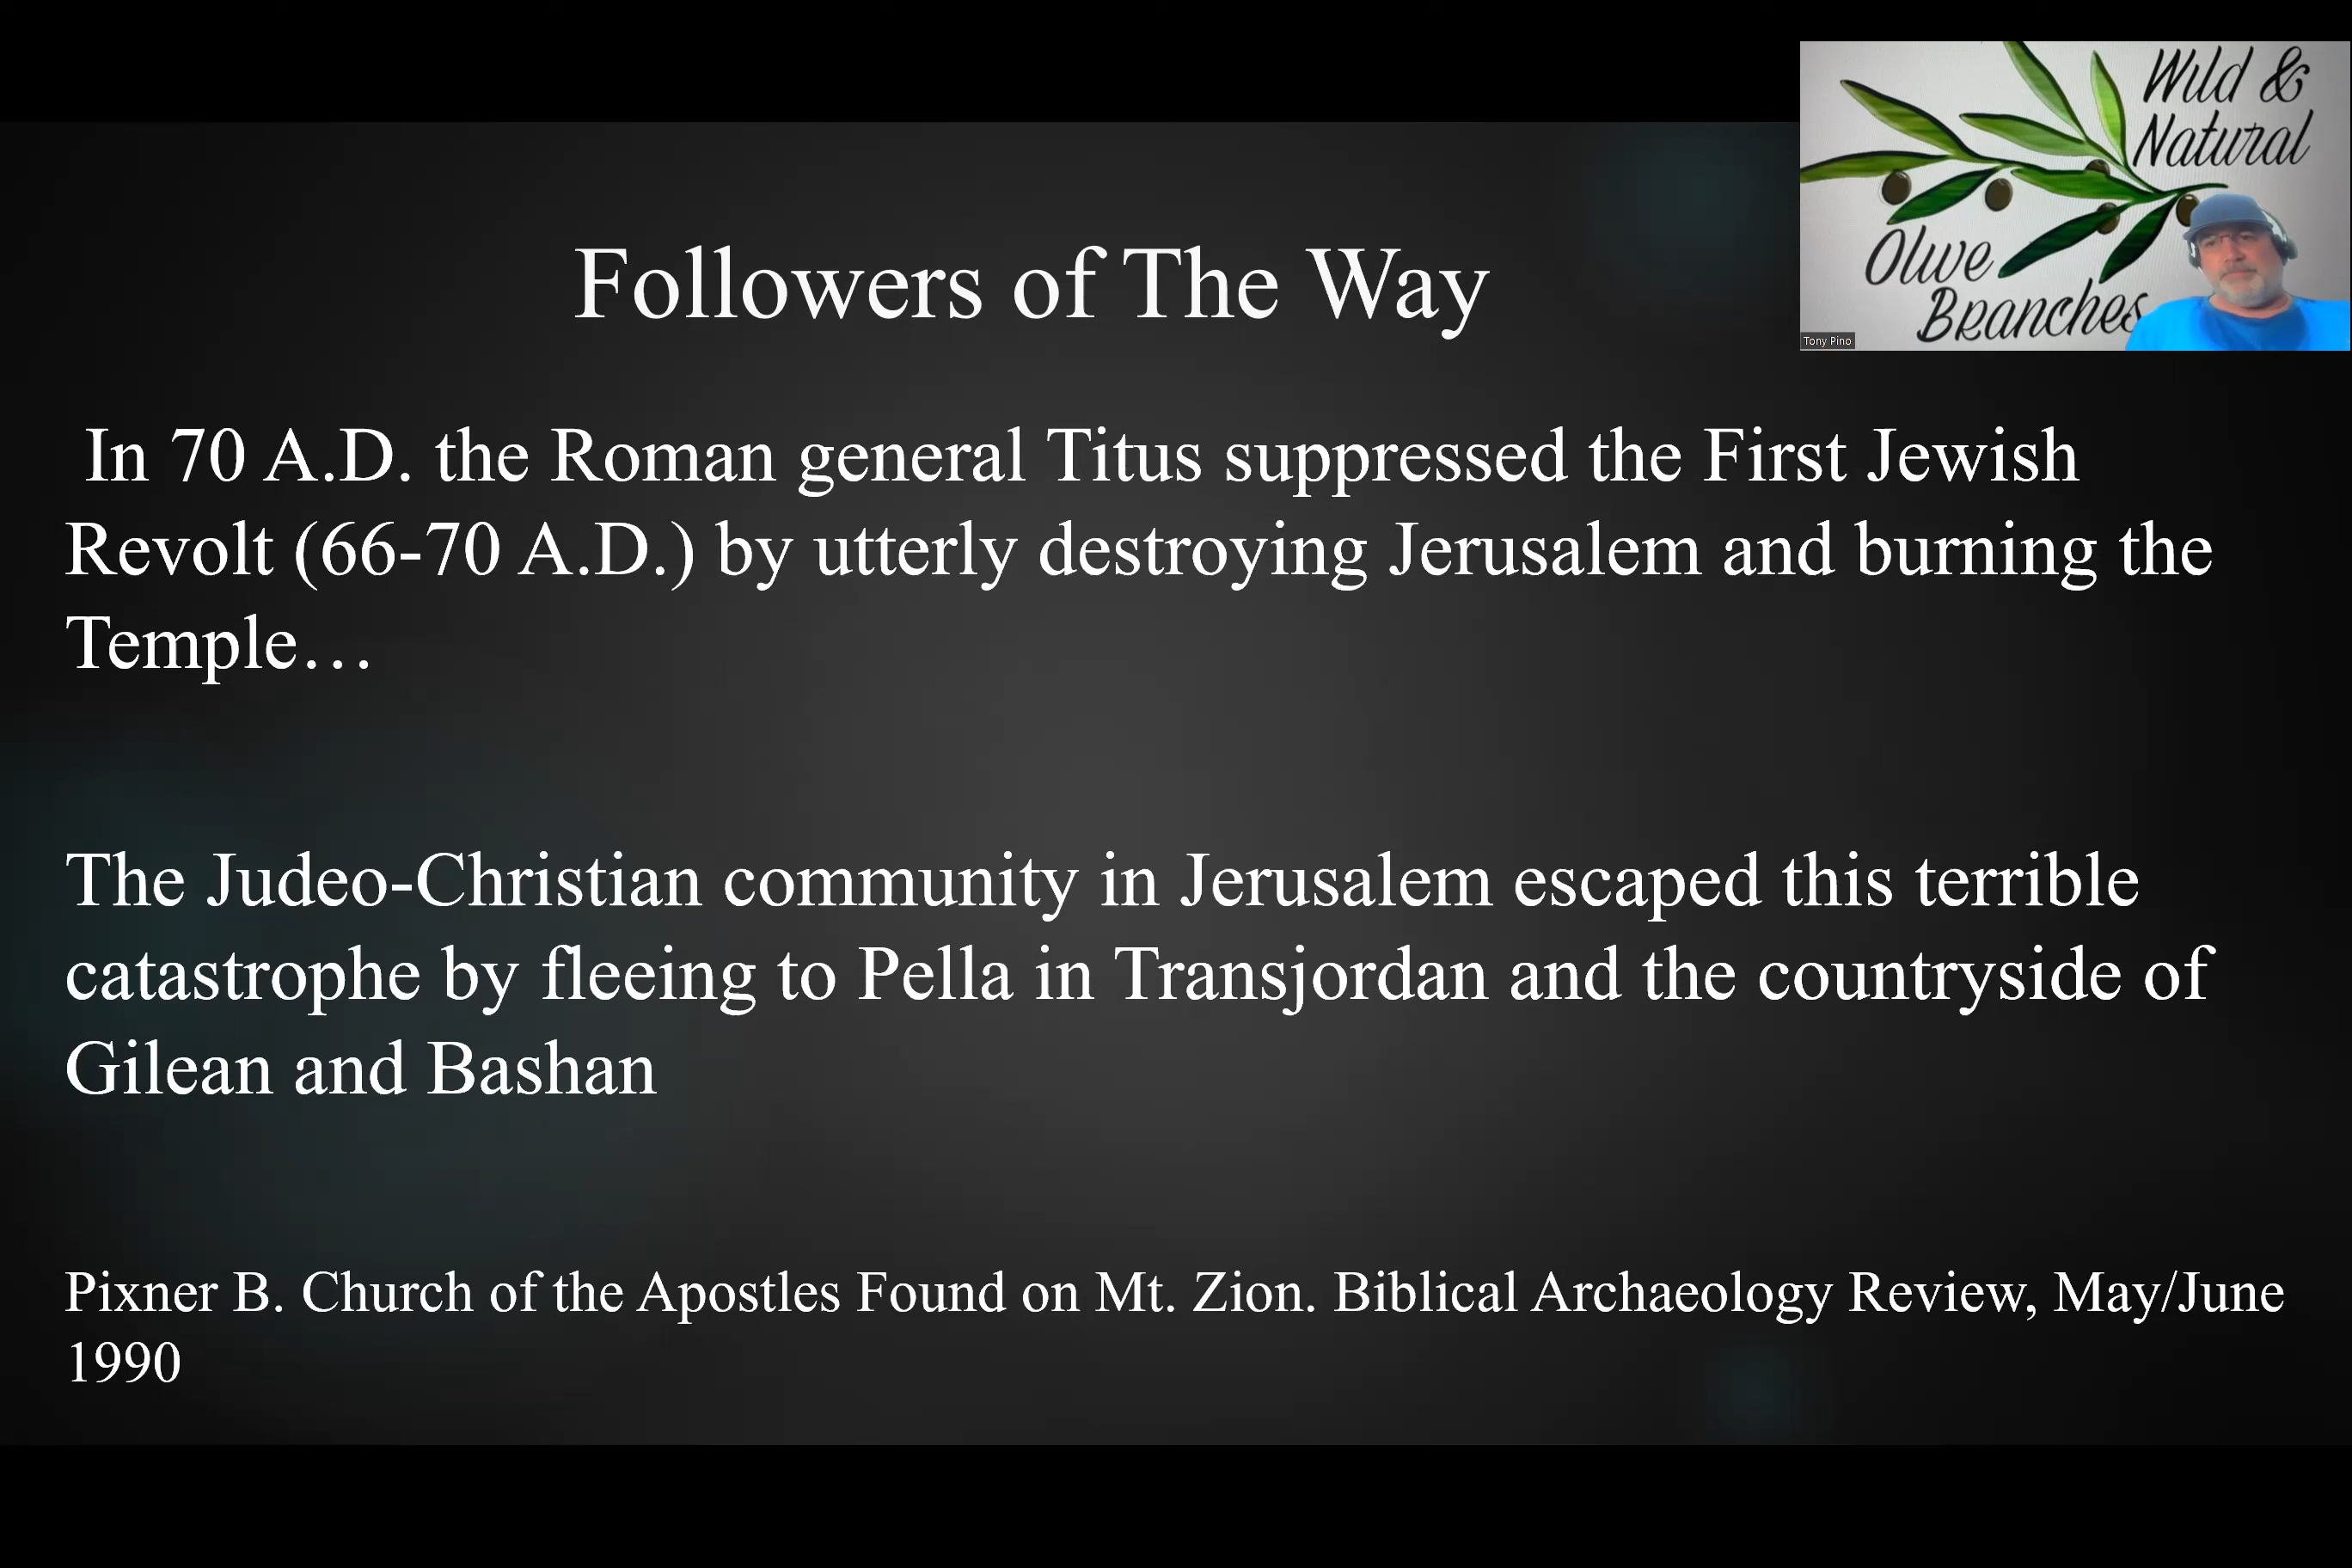 Wild &
Natural
Olive
Branches
Tony Pino
Followers of The Way
In 70 A.D. the Roman general Titus suppressed the First Jewish
Revolt (66-70 A.D.) by utterly destroying Jerusalem and burning the
Temple…
The Judeo-Christian community in Jerusalem escaped this terrible
catastrophe by fleeing to Pella in Transjordan and the countryside of
Gilean and Bashan
Pixner B. Church of the Apostles Found on Mt. Zion. Biblical Archaeology Review, May/June
1990